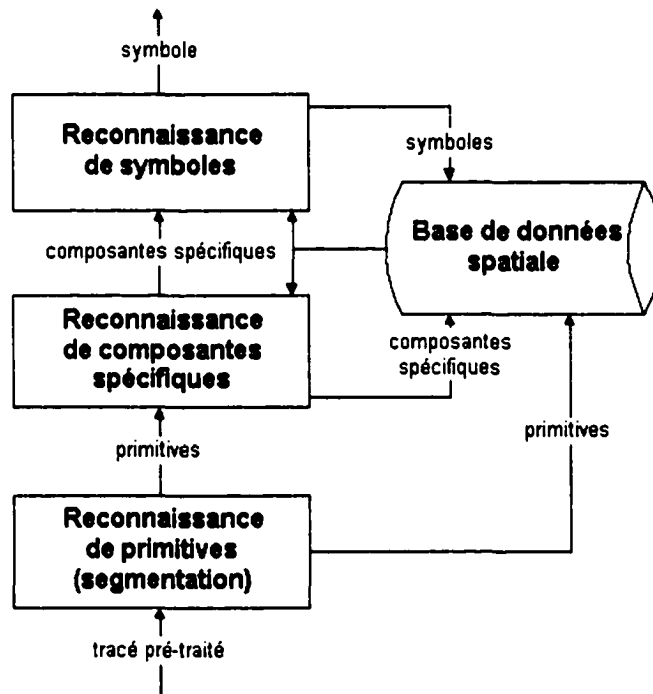 symbole
Reconnaissance
de symboles
symboles
composantes spécifiques
Base de données
spatiale
Reconnaissance
de composantes
spécifiques
composantes
spécifiques
primitives
primitives
Reconnaissance
de primitives
(segmentation)
tracé pré-traité